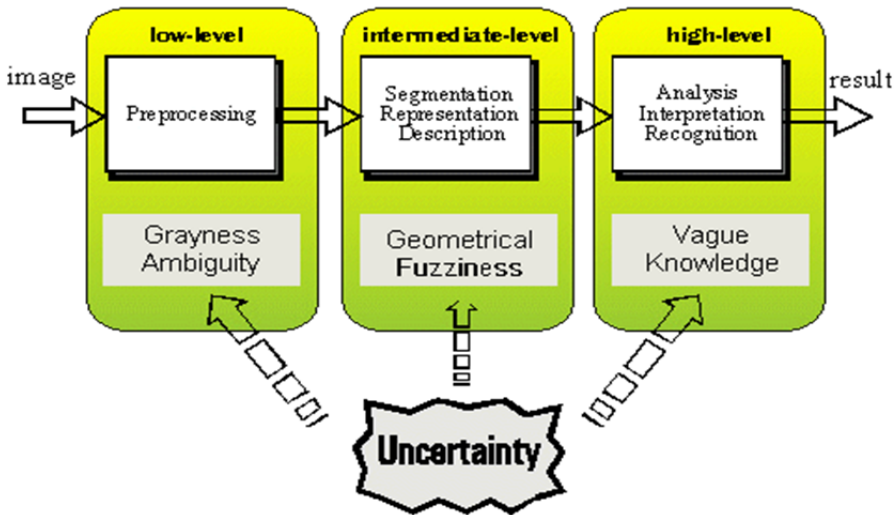 low-level
intermediate-level
high-level
image
result
Preprocessing
Segmentation
Representation
Description
Analysis
Interpretation
Recognition
Grayness
Ambiguity
Geometrical
Fuzziness
Vague
Knowledge
Uncertainty